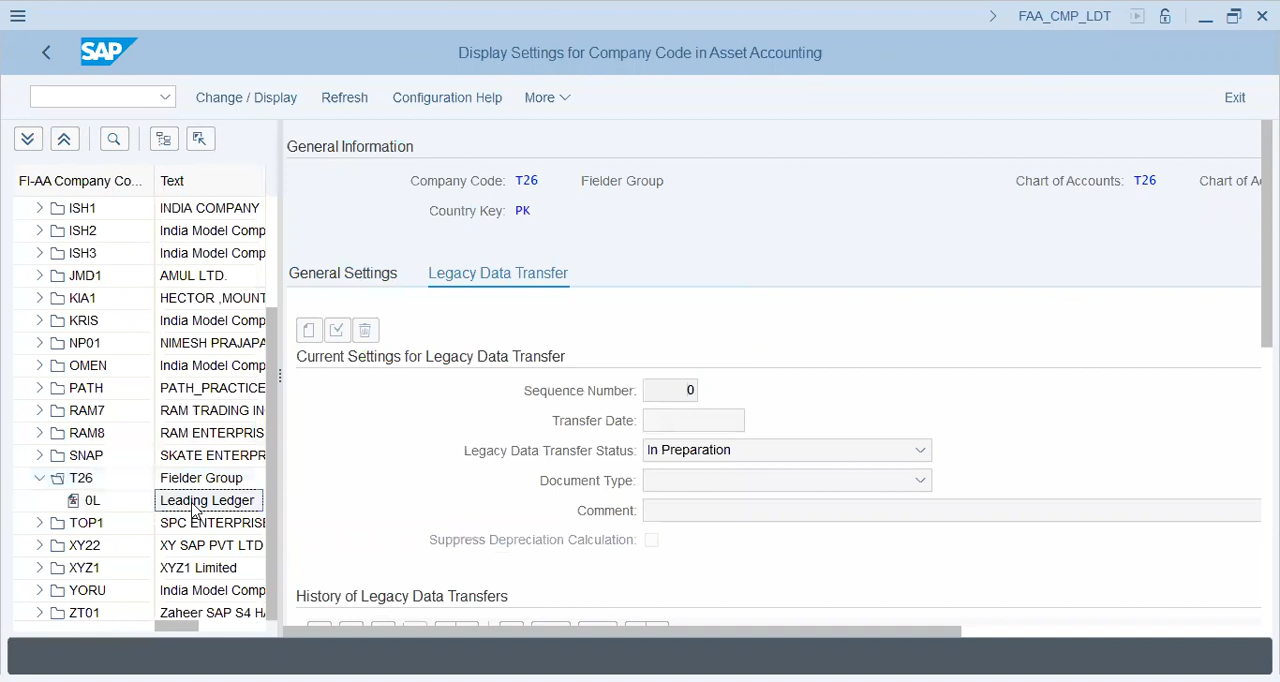 FAA_CMP_LDT
SAP
Display Settings for Company Code in Asset Accounting
Change / Display
Refresh
Configuration Help
More
Exit
FI-AA Company Co... Text
ISH1 INDIA COMPANY
ISH2 India Model Comp
ISH3 India Model Comp
JMD1 AMUL LTD.
KIA1 HECTOR ,MOUNT
KRIS India Model Comp
NP01 NIMESH PRAJAPA
OMEN India Model Comp
PATH PATH_PRACTICE
RAM7 RAM TRADING IN
RAM8 RAM ENTERPRIS
SNAP SKATE ENTERPR
T26 Fielder Group
0L Leading Ledger
TOP1 SPC ENTERPRISE
XY22 XY SAP PVT LTD
XYZ1 XYZ1 Limited
YORU India Model Comp
ZT01 Zaheer SAP S4 HA
General Information
Company Code: T26 Fielder Group Chart of Accounts: T26 Chart of A
Country Key: PK
General Settings Legacy Data Transfer
Current Settings for Legacy Data Transfer
Sequence Number: 0
Transfer Date:
Legacy Data Transfer Status: In Preparation
Document Type:
Comment:
Suppress Depreciation Calculation:
History of Legacy Data Transfers